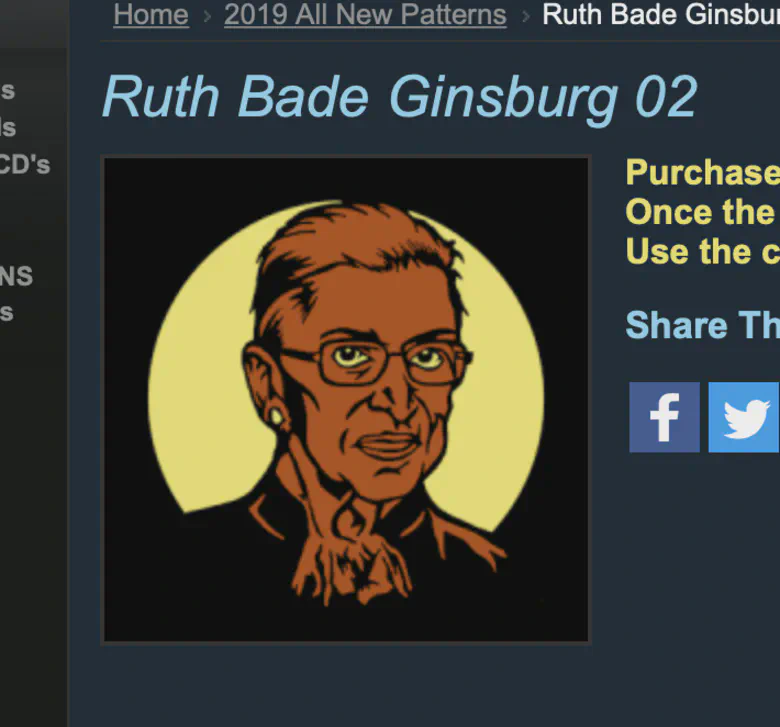 Home › 2019 All New Patterns › Ruth Bade Ginsbur
Ruth Bade Ginsburg 02
s
ls
CD's
NS
s
Purchase
Once the
Use the c
Share Th